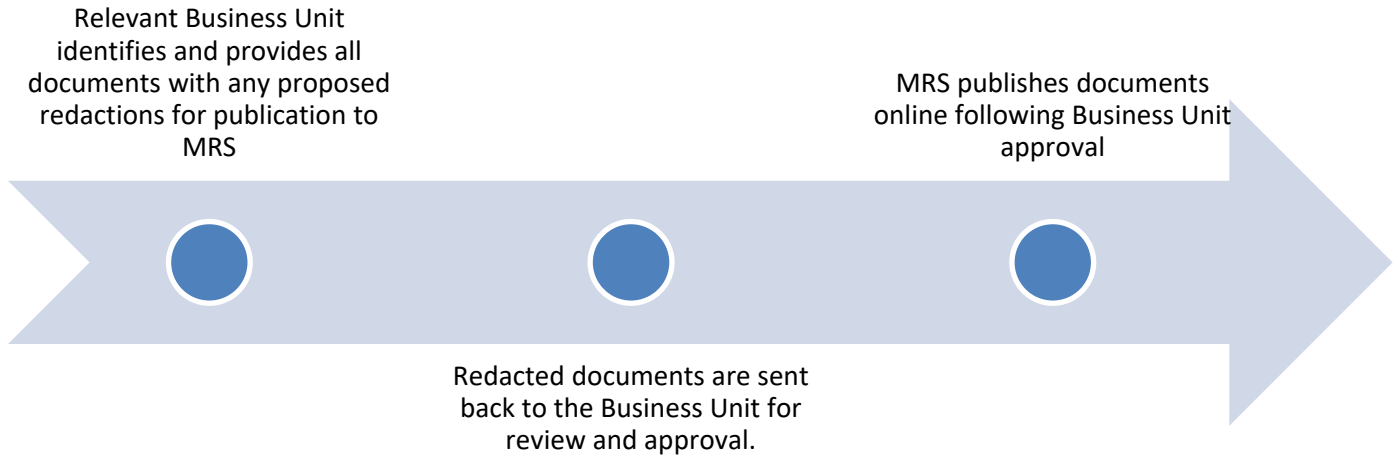 Relevant Business Unit
identifies and provides all
documents with any proposed
redactions for publication to
MRS
Redacted documents are sent
back to the Business Unit for
review and approval.
MRS publishes documents
online following Business Unit
approval